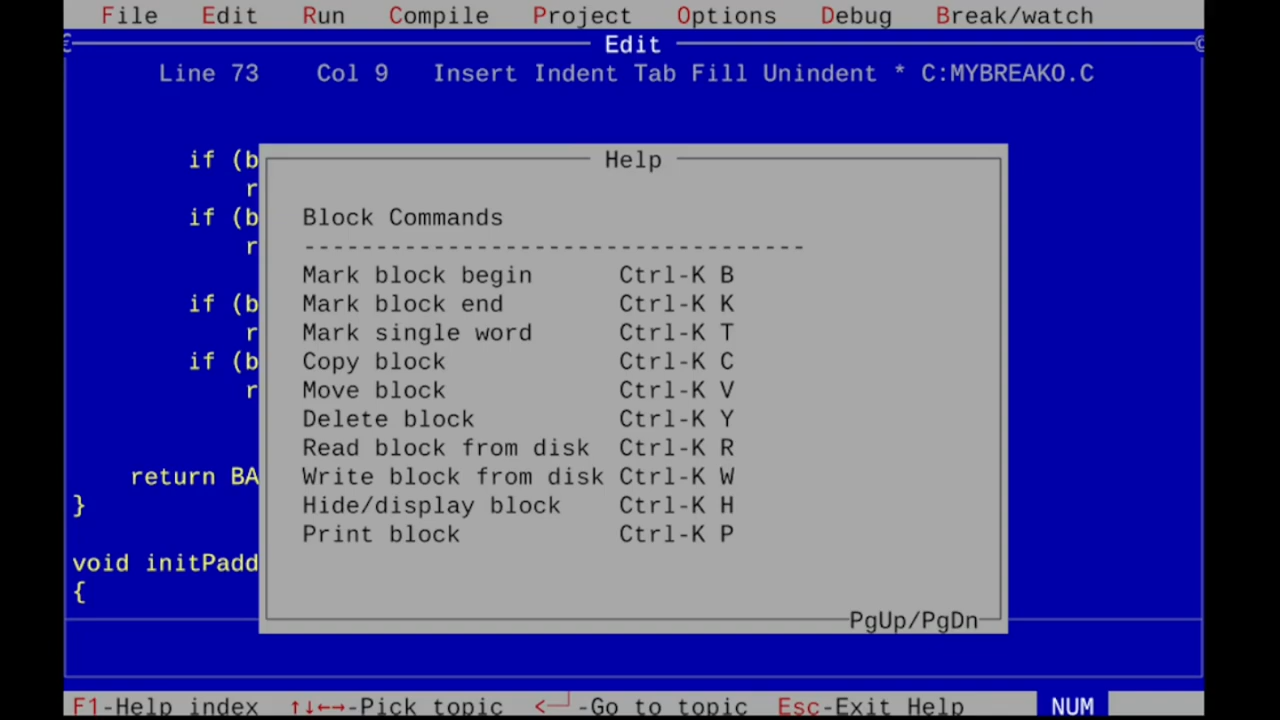 File Edit Run Compile Project Options Debug Break/watch
Edit
Line 73 Col 9 Insert Indent Tab Fill Unindent * C:MYBREAKO.C
if (b
r
if (b
r
if (b
r
if (b
r
return BA
}
void initPadd
{
Help
Block Commands
-----------------------------------
Mark block begin Ctrl-K B
Mark block end Ctrl-K K
Mark single word Ctrl-K T
Copy block Ctrl-K C
Move block Ctrl-K V
Delete block Ctrl-K Y
Read block from disk Ctrl-K R
Write block from disk Ctrl-K W
Hide/display block Ctrl-K H
Print block Ctrl-K P
PgUp/PgDn
F1-Help index ↑↓←→-Pick topic <─┘-Go to topic Esc-Exit Help NUM